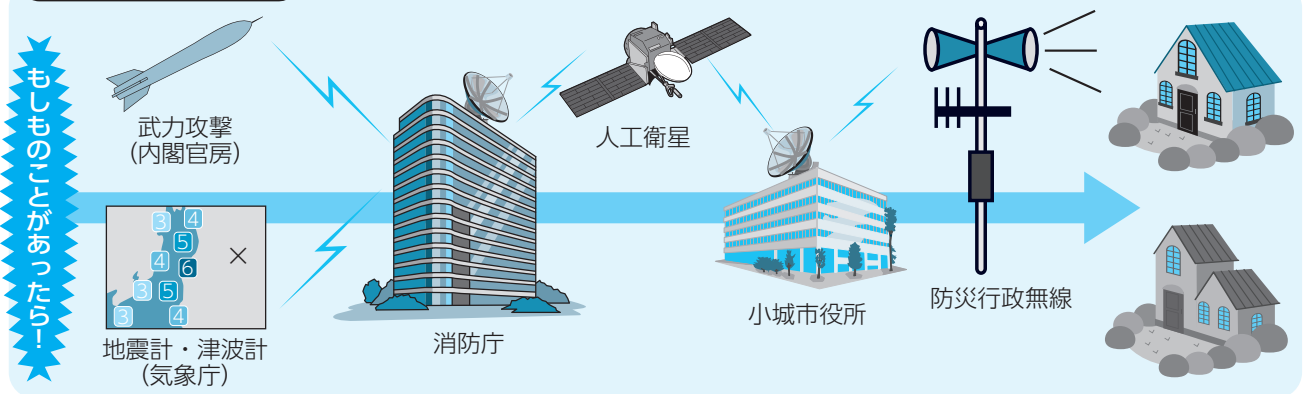 もしものことがあったら!
武力攻撃
(内閣官房)
3 4
5
4 6
3 5
3 4
×
地震計・津波計
(気象庁)
消防庁
人工衛星
小城市役所
防災行政無線